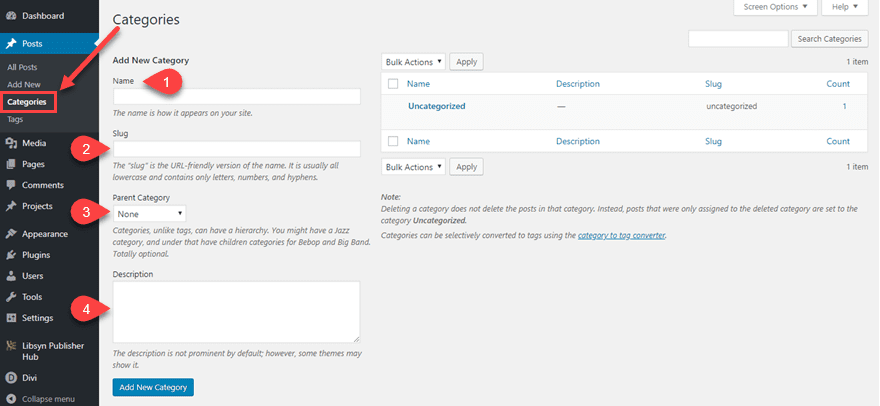 Dashboard
Posts
All Posts
Add New
Categories
Tags
Media
Pages
Comments
Projects
Appearance
Plugins
Users
Tools
Settings
Libsyn Publisher
Hub
Divi
Collapse menu
Screen Options
Help
Categories
Search Categories
Add New Category
Name
1
The name is how it appears on your site.
Slug
2
The "slug" is the URL-friendly version of the name. It is usually all
lowercase and contains only letters, numbers, and hyphens.
Parent Category
3
None
Categories, unlike tags, can have a hierarchy. You might have a Jazz
category, and under that have children categories for Bebop and Big Band.
Totally optional.
Description
4
The description is not prominent by default; however, some themes may
show it.
Add New Category
Bulk Actions Apply 1 item
Name Description Slug Count
Uncategorized — uncategorized 1
Name Description Slug Count
Bulk Actions Apply 1 item
Note:
Deleting a category does not delete the posts in that category. Instead, posts that were only assigned to the deleted category are set to the
category Uncategorized.
Categories can be selectively converted to tags using the category to tag converter.